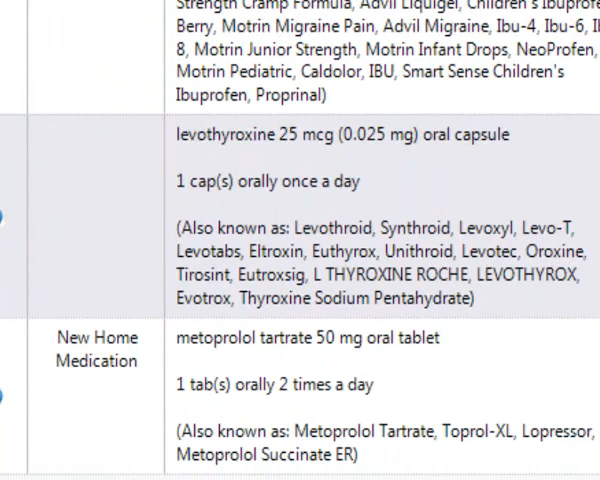 Strength Cramp Formula, Advil Liquigel, Children's
Berry, Motrin Migraine Pain, Advil Migraine, Ibu-4, Ibu-6,
8, Motrin Junior Strength, Motrin Infant Drops, NeoProfen,
Motrin Pediatric, Caldolor, IBU, Smart Sense Children's
Ibuprofen, Proprinal)
levothyroxine 25 mcg (0.025 mg) oral capsule
1 cap(s) orally once a day
(Also known as: Levothroid, Synthroid, Levoxyl, Levo-T,
Levotabs, Eltroxin, Euthyrox, Unithroid, Levotec, Oroxine,
Tirosint, Eutroxsig, L THYROXINE ROCHE, LEVOTHYROX,
Evotrox, Thyroxine Sodium Pentahydrate)
New Home
Medication
metoprolol tartrate 50 mg oral tablet
1 tab(s) orally 2 times a day
(Also known as: Metoprolol Tartrate, Toprol-XL, Lopressor,
Metoprolol Succinate ER)